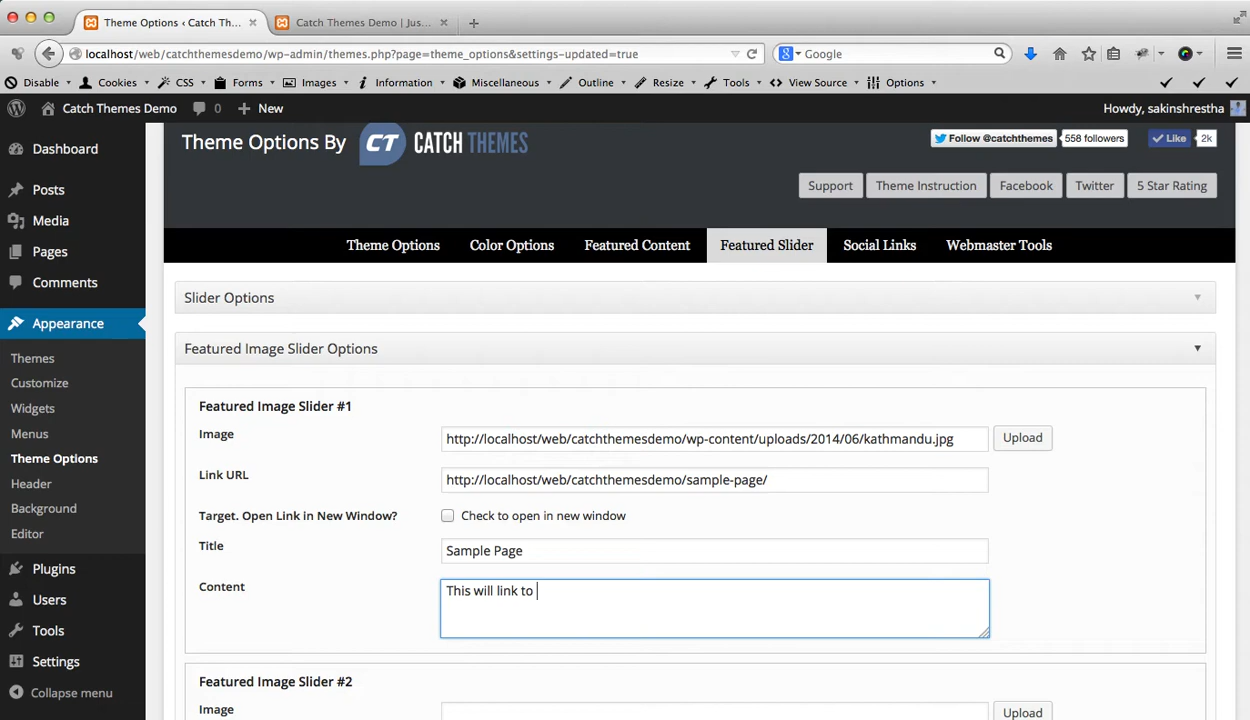 Theme Options ‹ Catch Th...
Catch Themes Demo | Jus...
localhost/web/catchthemesdemo/wp-admin/themes.php?page=theme_options&settings-updated=true
Google
Disable Cookies CSS Forms Images Information Miscellaneous Outline Resize Tools View Source Options
Catch Themes Demo 0 New Howdy, sakinshrestha
Dashboard
Posts
Media
Pages
Comments
Appearance
Themes
Customize
Widgets
Menus
Theme Options
Header
Background
Editor
Plugins
Users
Tools
Settings
Collapse menu
Theme Options By CT CATCH THEMES
Follow @catchthemes 558 followers Like 2k
Support Theme Instruction Facebook Twitter 5 Star Rating
Theme Options Color Options Featured Content Featured Slider Social Links Webmaster Tools
Slider Options
Featured Image Slider Options
Featured Image Slider #1
Image http://localhost/web/catchthemesdemo/wp-content/uploads/2014/06/kathmandu.jpg Upload
Link URL http://localhost/web/catchthemesdemo/sample-page/
Target. Open Link in New Window? Check to open in new window
Title Sample Page
Content This will link to
Featured Image Slider #2
Image Upload